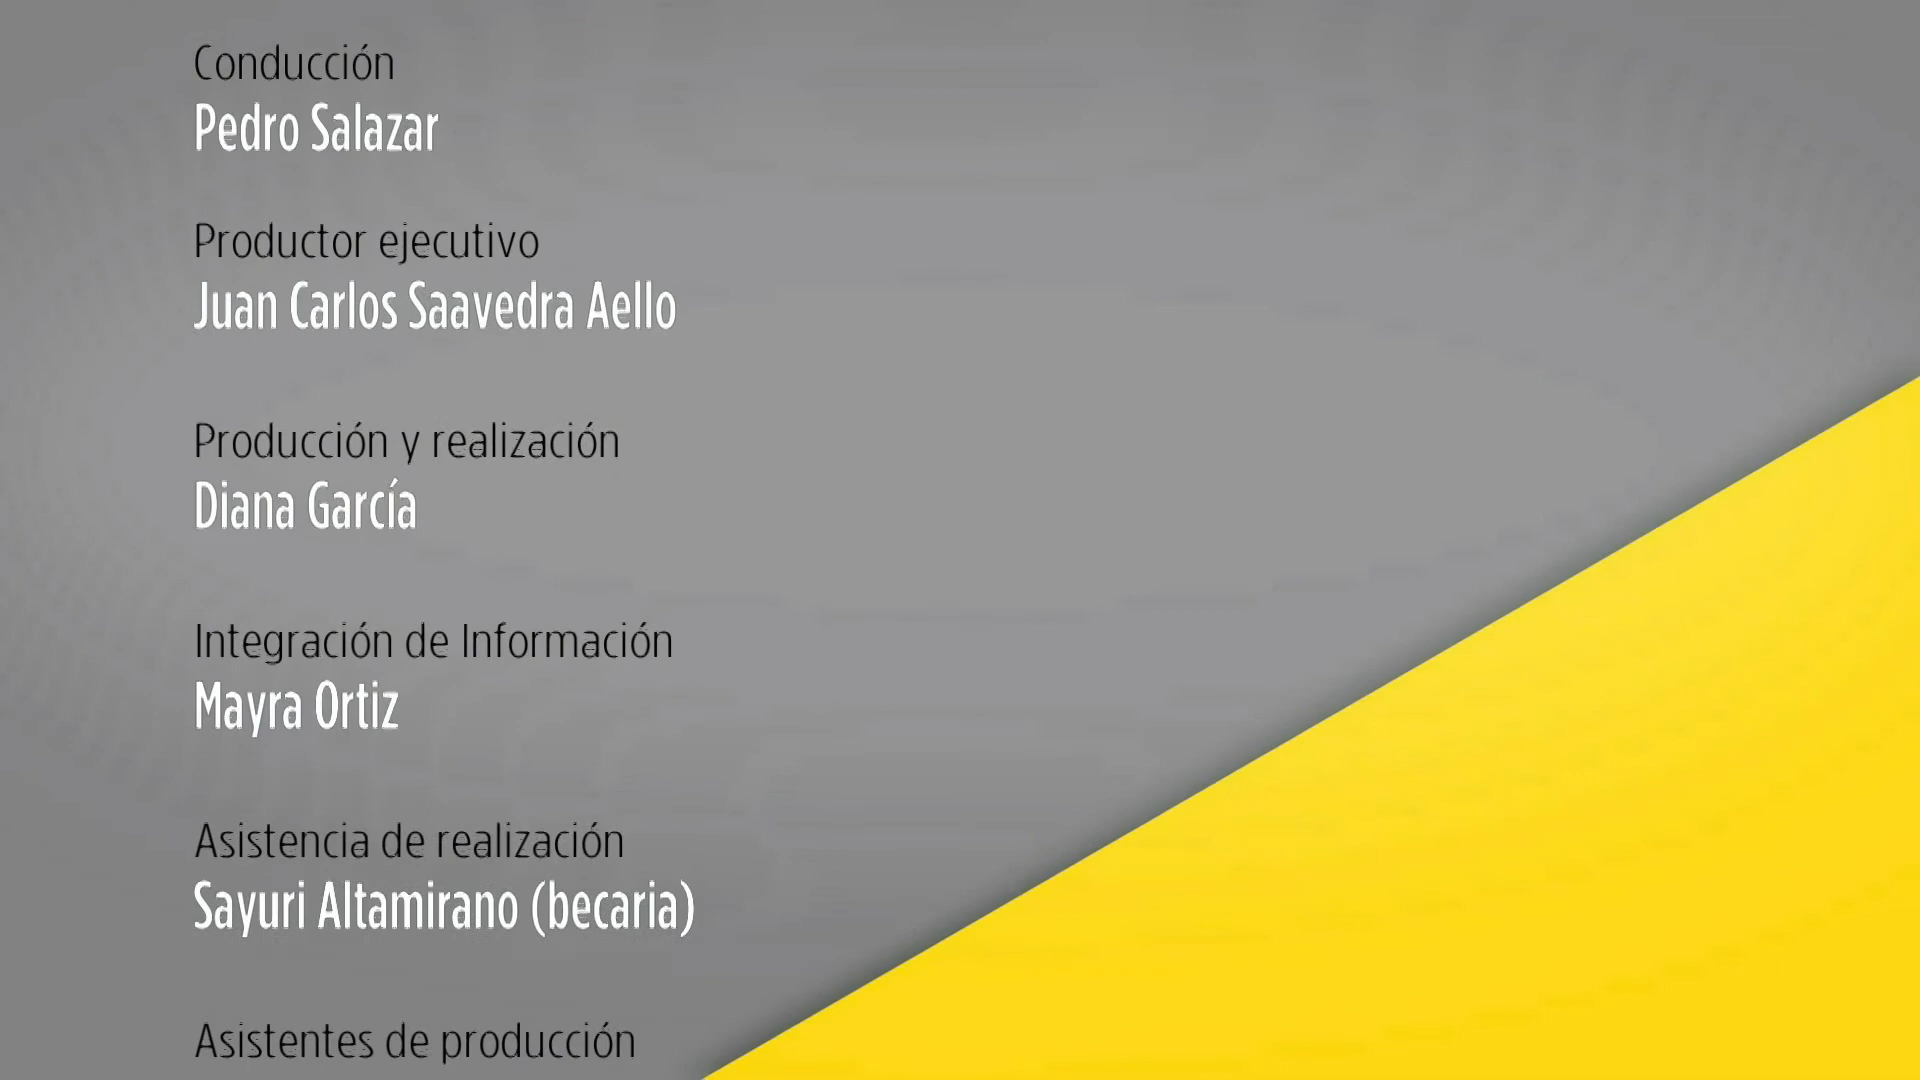 Conducción
Pedro Salazar
Productor ejecutivo
Juan Carlos Saavedra Aello
Producción y realización
Diana García
Integración de Información
Mayra Ortiz
Asistencia de realización
Sayuri Altamirano (becaria)
Asistentes de producción